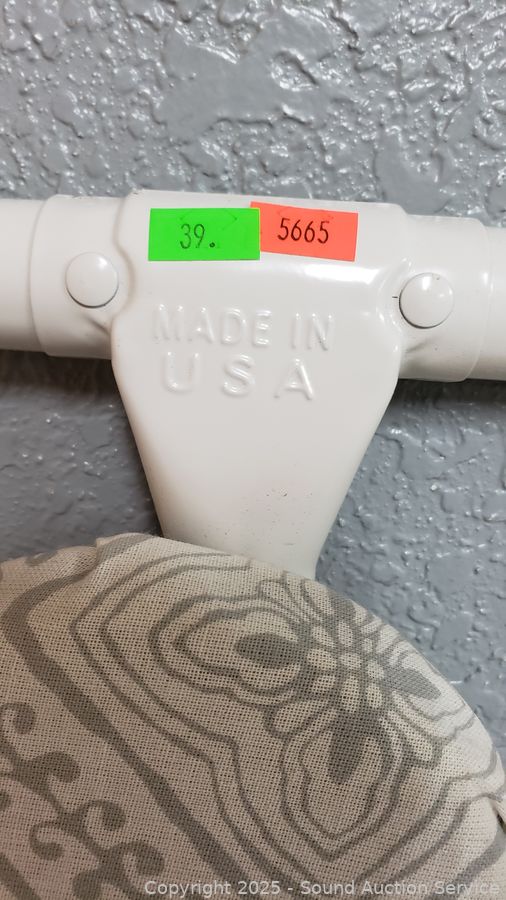 39.
5665
MADE IN
USA
Copyright 2025 - Sound Auction Service